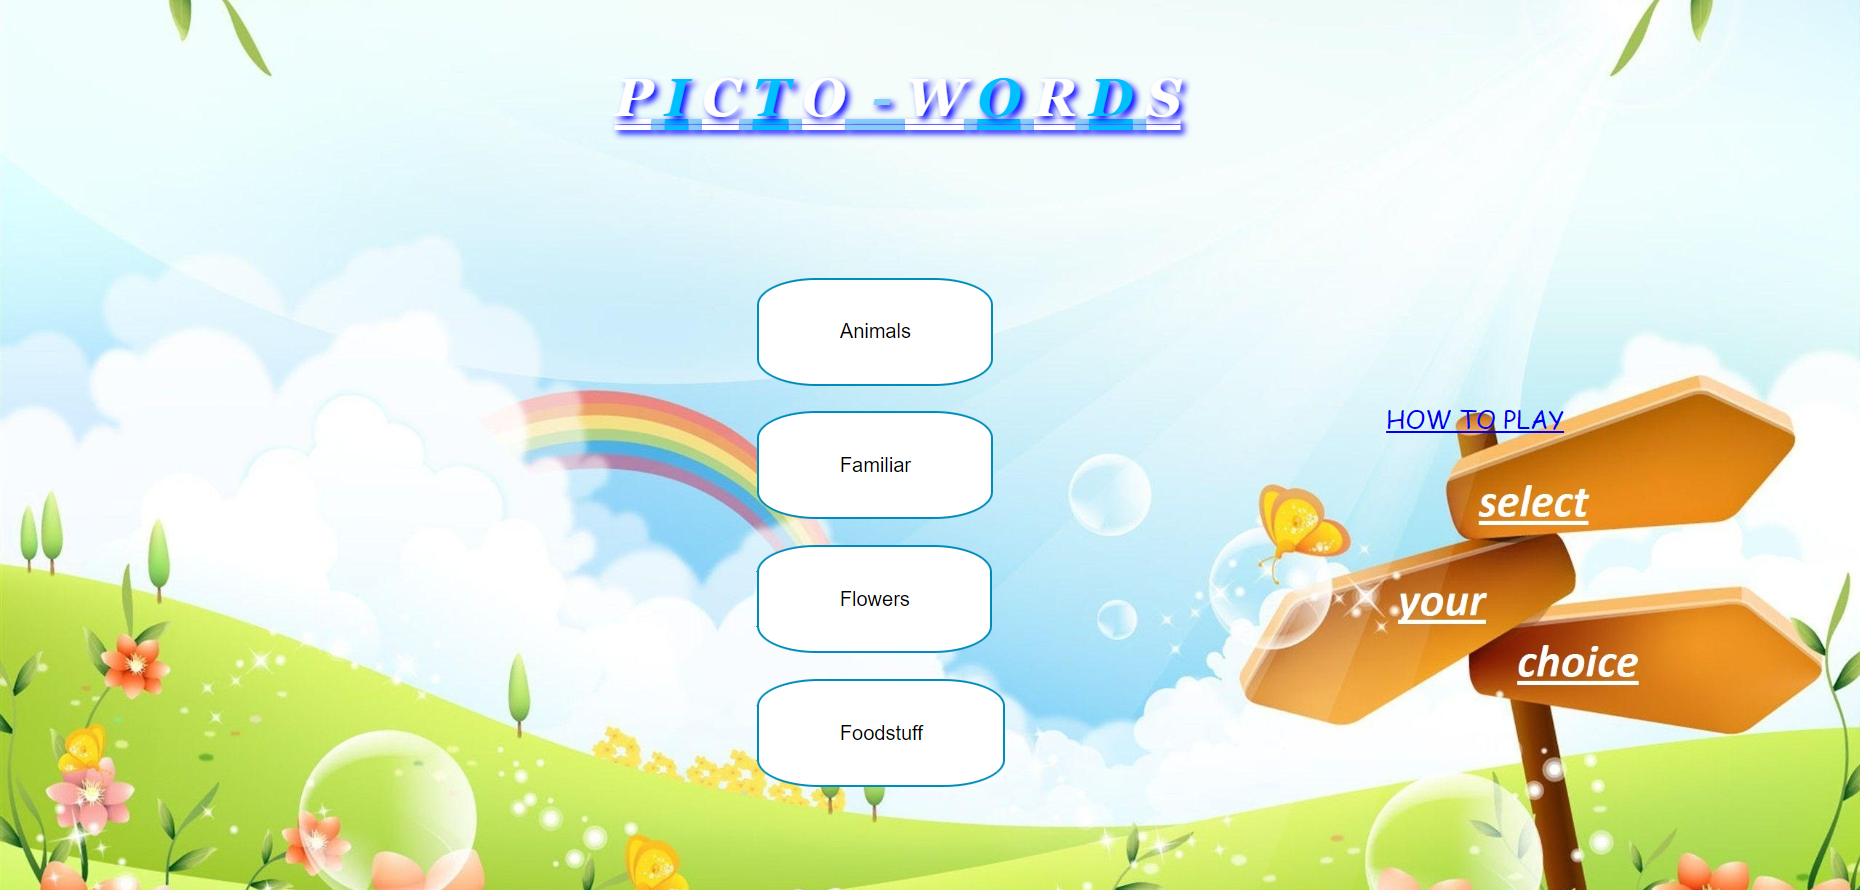 PICTO -WORDS
Animals
Familiar
Flowers
Foodstuff
HOW TO PLAY
select
your
choice